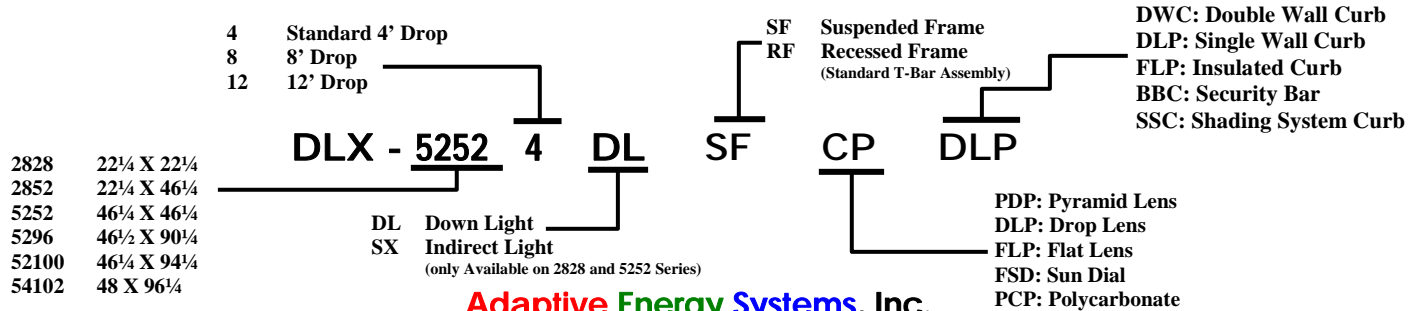 4 Standard 4’ Drop
8 8’ Drop
12 12’ Drop
SF Suspended Frame
RF Recessed Frame
(Standard T-Bar Assembly)
DWC: Double Wall Curb
DLP: Single Wall Curb
FLP: Insulated Curb
BBC: Security Bar
SSC: Shading System Curb
DLX - 5252 4 DL SF CP DLP
2828 22¼ X 22¼
2852 22¼ X 46¼
5252 46¼ X 46¼
5296 46½ X 90¼
52100 46¼ X 94¼
54102 48 X 96¼
DL Down Light
SX Indirect Light
(only Available on 2828 and 5252 Series)
PDP: Pyramid Lens
DLP: Drop Lens
FLP: Flat Lens
FSD: Sun Dial
PCP: Polycarbonate
Adaptive Energy Systems, Inc.